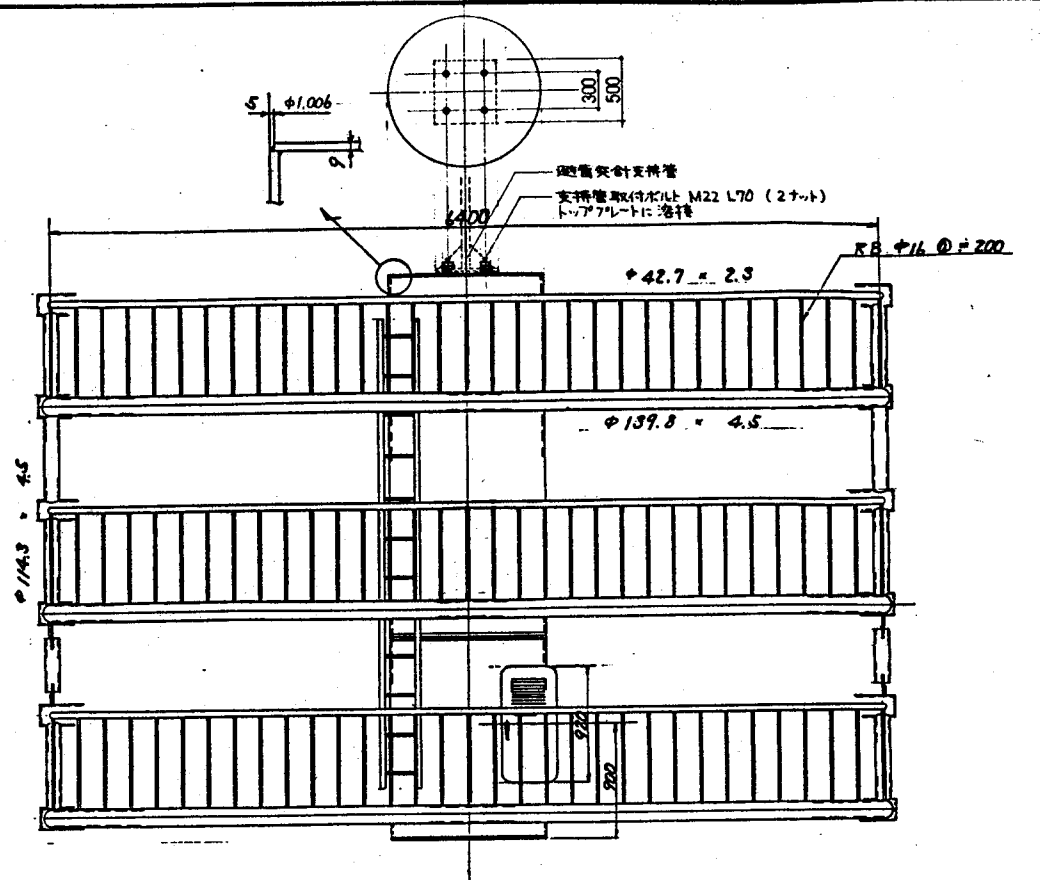 300
500
5 φ1,006
9
避雷突針支持管
支持管取付ボルト M22 L70 (2ナット)
トップ プレートに溶接
6400
RB φ16 @≒200
φ42.7 × 2.3
φ139.8 × 4.5
φ114.3 × 4.5
920
900